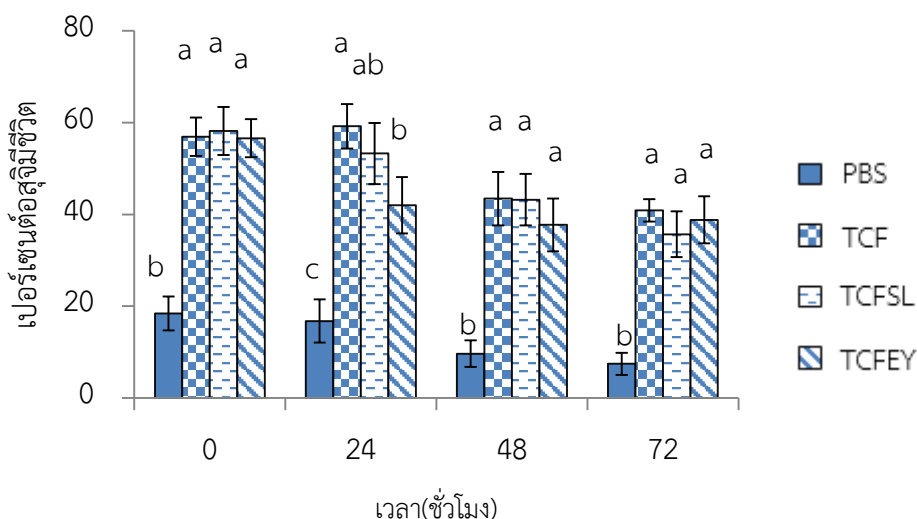 80
60
40
20
0
เปอร์เซนต์อสุจิมีชีวิต
b
a
a
a
c
a
ab
b
b
a
a
a
b
a
a
a
0
24
48
72
เวลา(ชั่วโมง)
PBS
TCF
TCFSL
TCFEY